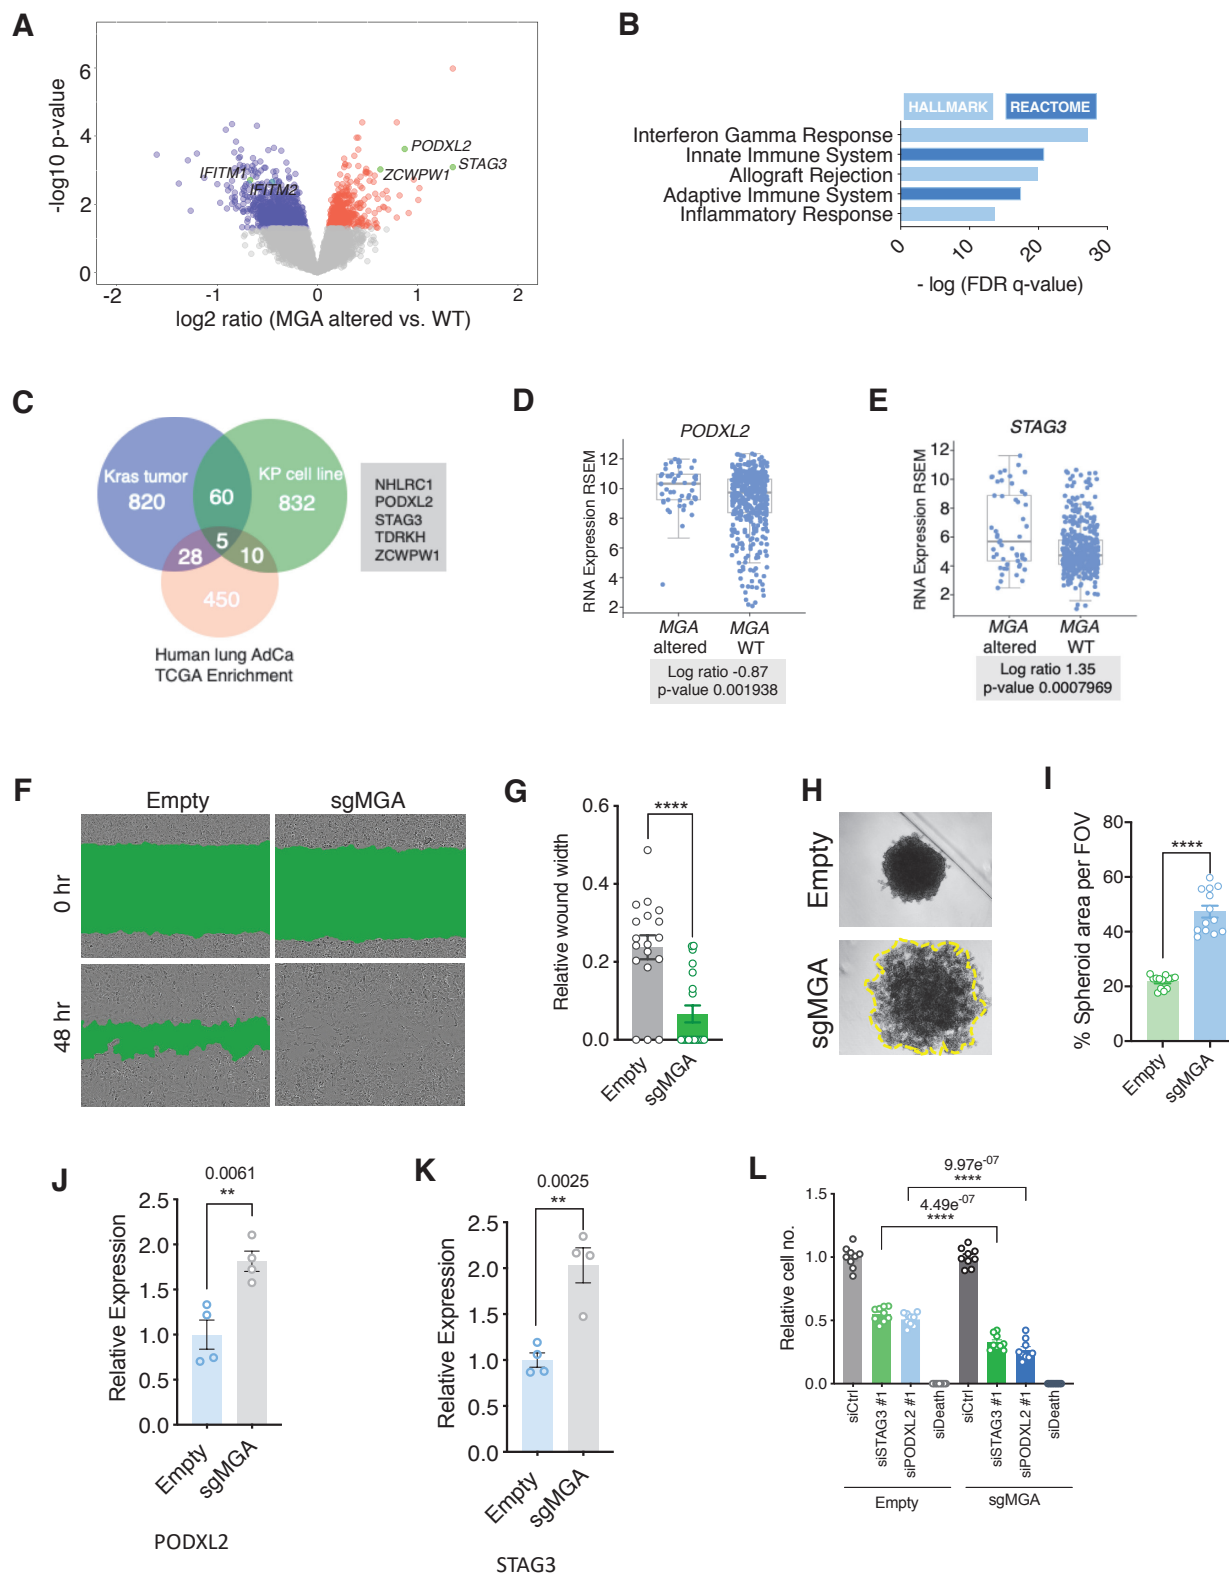 A
-log10 p-value
6
4
2
0
PODXL2
STAG3
ZCWPW1
IFITM1
IFITM2
-2
-1
0
1
2
log2 ratio (MGA altered vs. WT)
B
HALLMARK
REACTOME
Interferon Gamma Response
Innate Immune System
Allograft Rejection
Adaptive Immune System
Inflammatory Response
0
10
20
30
- log (FDR q-value)
C
Kras tumor
820
60
KP cell line
832
5
28
10
450
Human lung AdCa
TCGA Enrichment
NHLRC1
PODXL2
STAG3
TDRKH
ZCWPW1
D
PODXL2
RNA Expression RSEM
12
10
8
6
4
2
MGA
altered
MGA
WT
Log ratio -0.87
p-value 0.001938
E
STAG3
RNA Expression RSEM
12
10
8
6
4
2
MGA
altered
MGA
WT
Log ratio 1.35
p-value 0.0007969
F
Empty
sgMGA
0 hr
48 hr
G
Relative wound width
0.6
0.4
0.2
0.0
****
Empty
sgMGA
H
Empty
sgMGA
I
% Spheroid area per FOV
80
60
40
20
0
****
Empty
sgMGA
J
0.0061
**
Relative Expression
2.5
2.0
1.5
1.0
0.5
0.0
Empty
sgMGA
PODXL2
K
0.0025
**
Relative Expression
2.5
2.0
1.5
1.0
0.5
0.0
Empty
sgMGA
STAG3
L
9.97e-07
****
4.49e-07
****
Relative cell no.
1.5
1.0
0.5
0.0
siCtrl
siSTAG3 #1
siPODXL2 #1
siDeath
siCtrl
siSTAG3 #1
siPODXL2 #1
siDeath
Empty
sgMGA